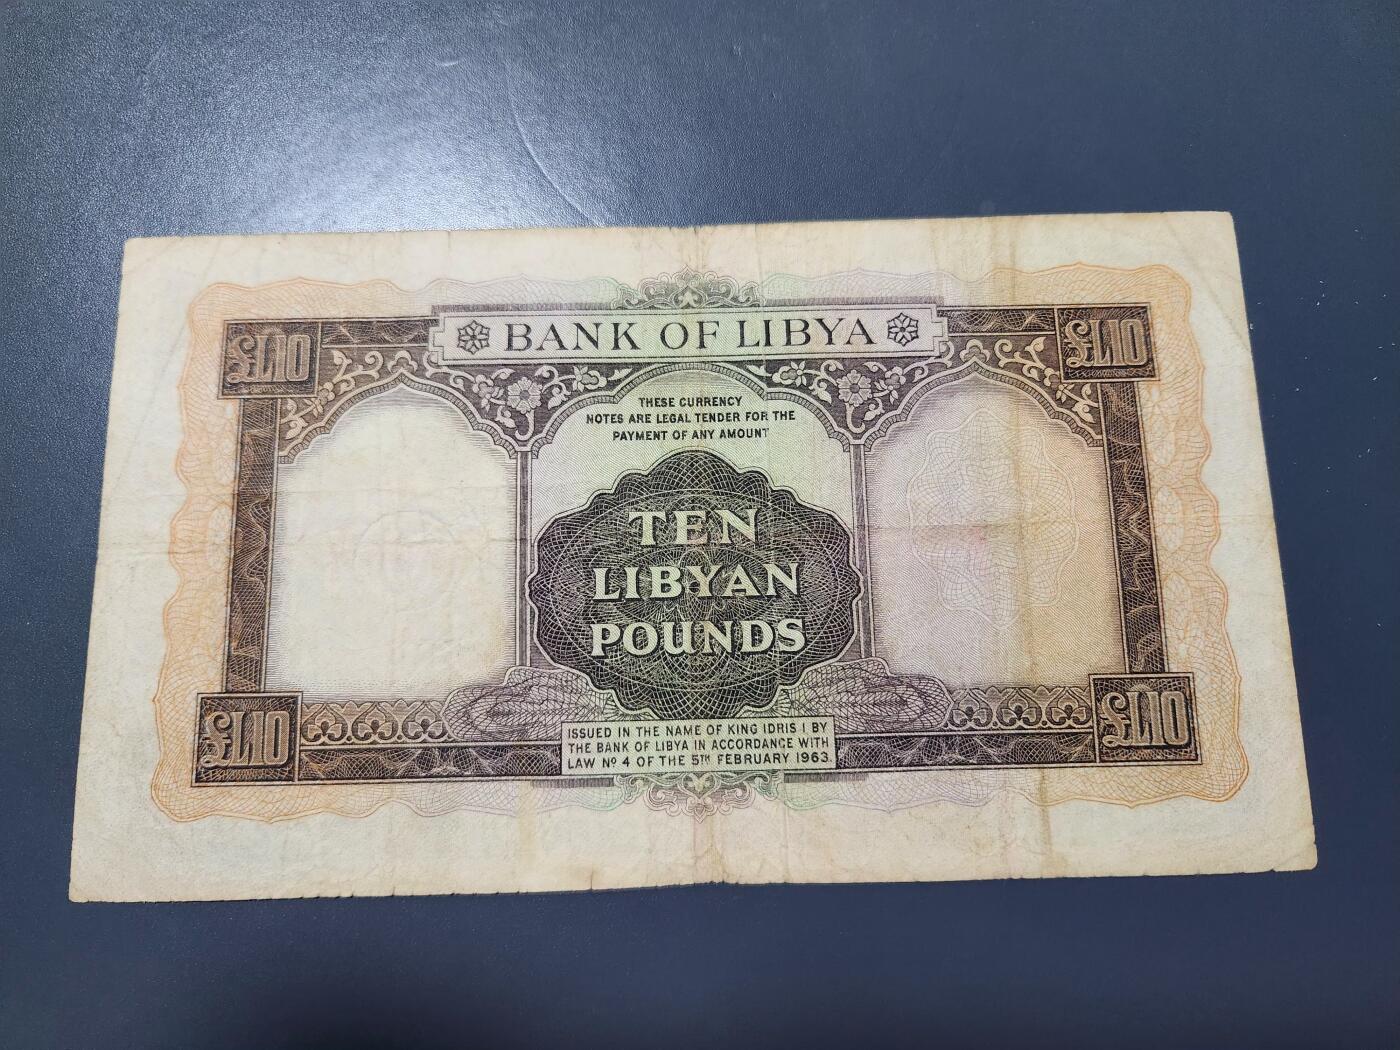 BANK OF LIBYA
£L10
£L10
THESE CURRENCY
NOTES ARE LEGAL TENDER FOR THE
PAYMENT OF ANY AMOUNT
TEN
LIBYAN
POUNDS
£L10
£L10
ISSUED IN THE NAME OF KING IDRIS I BY
THE BANK OF LIBYA IN ACCORDANCE WITH
LAW Nº 4 OF THE 5TH FEBRUARY 1963.